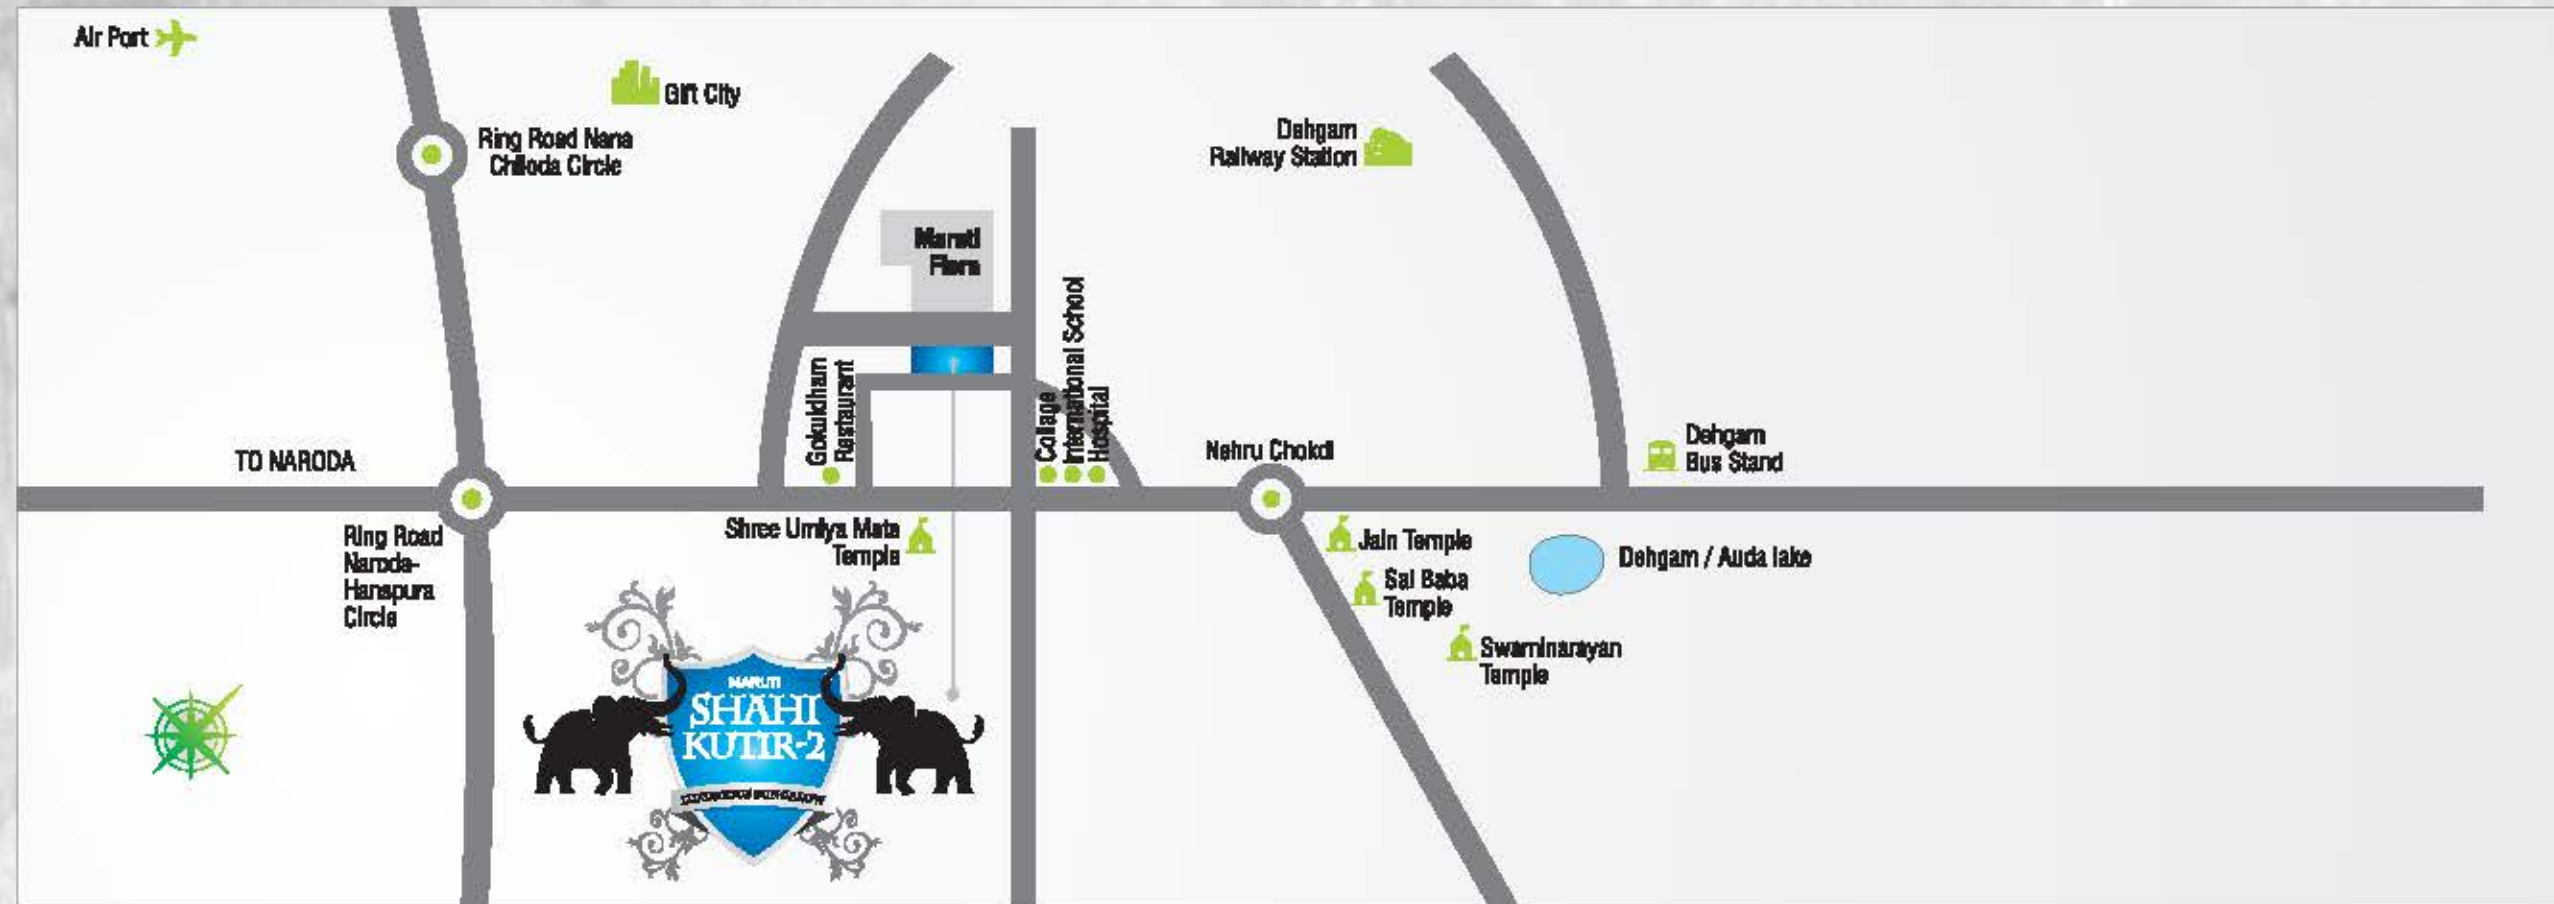 Air Port
Gift City
Ring Road Nana
Chiloda Circle
Dehgam
Railway Station
Maruti
Flora
Gokuldham
Restaurant
Collage
International School
Hospital
Nehru Chokdi
Dehgam
Bus Stand
TO NARODA
Ring Road
Naroda-
Hanspura
Circle
Shree Umiya Mata
Temple
Jain Temple
Sai Baba
Temple
Dehgam / Auda lake
Swaminarayan
Temple
MARUTI
SHAHI
KUTIR-2